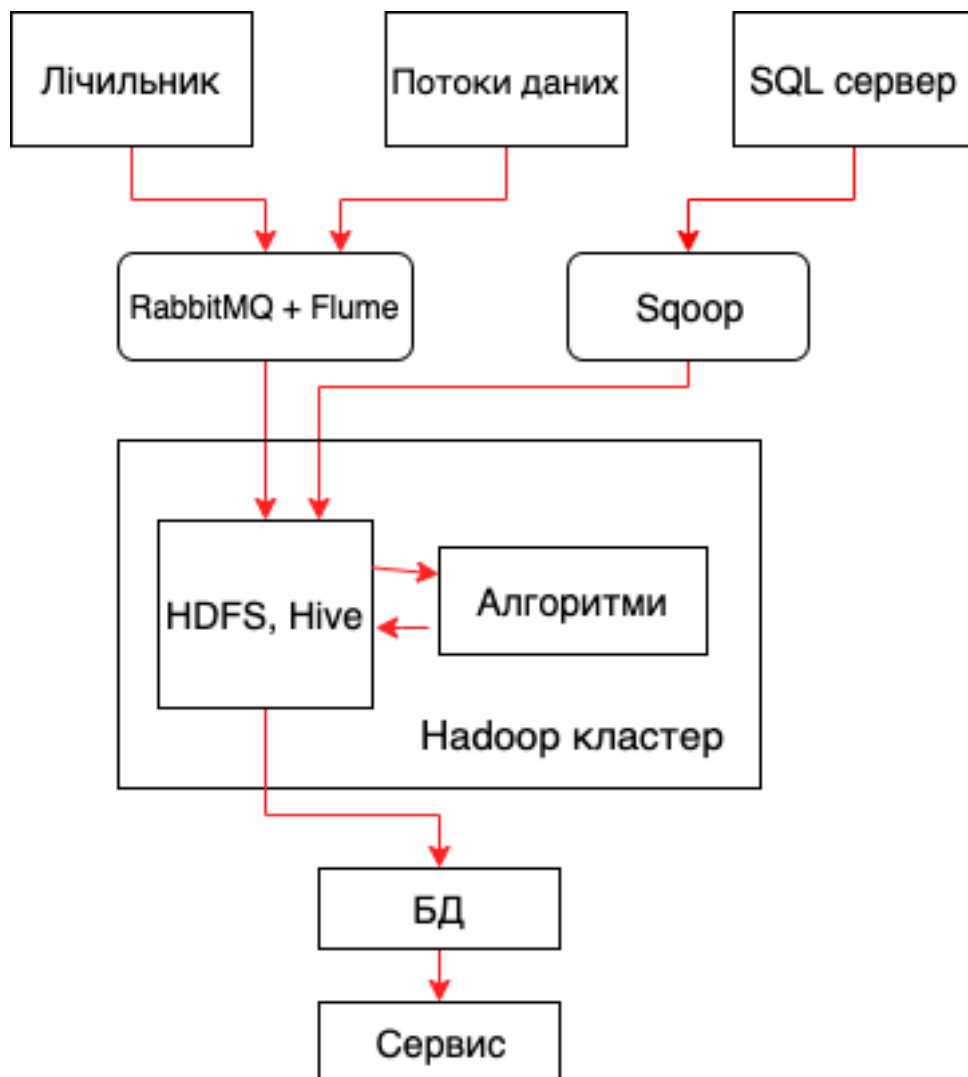 Лічильник
Потоки даних
SQL сервер
RabbitMQ + Flume
Sqoop
HDFS, Hive
Алгоритми
Hadoop кластер
БД
Сервис